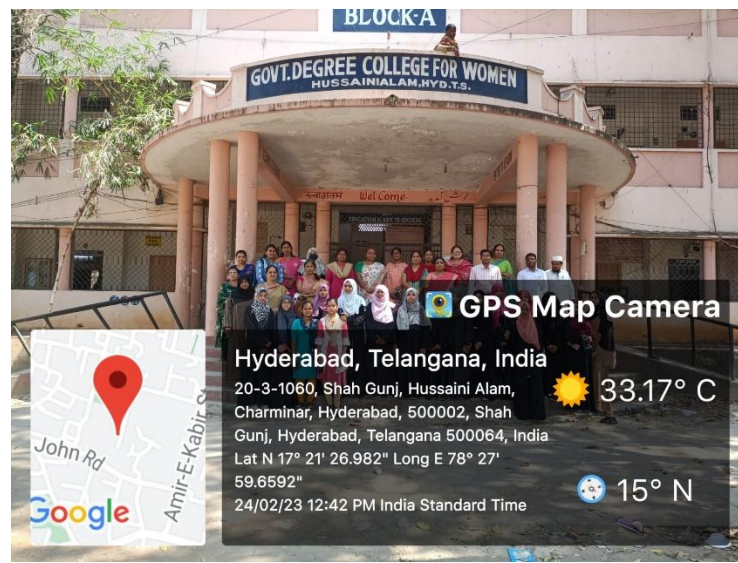 BLOCK-A
GOVT.DEGREE COLLEGE FOR WOMEN
HUSSAINIALAM,HYD.T.S.
स्वागतम Wel Come خوش آمدید
GPS Map Camera
Hyderabad, Telangana, India
20-3-1060, Shah Gunj, Hussaini Alam,
Charminar, Hyderabad, 500002, Shah
Gunj, Hyderabad, Telangana 500064, India
Lat N 17° 21' 26.982" Long E 78° 27'
59.6592"
24/02/23 12:42 PM India Standard Time
33.17° C
15° N
John Rd
Amir-E-Kabir St
Google